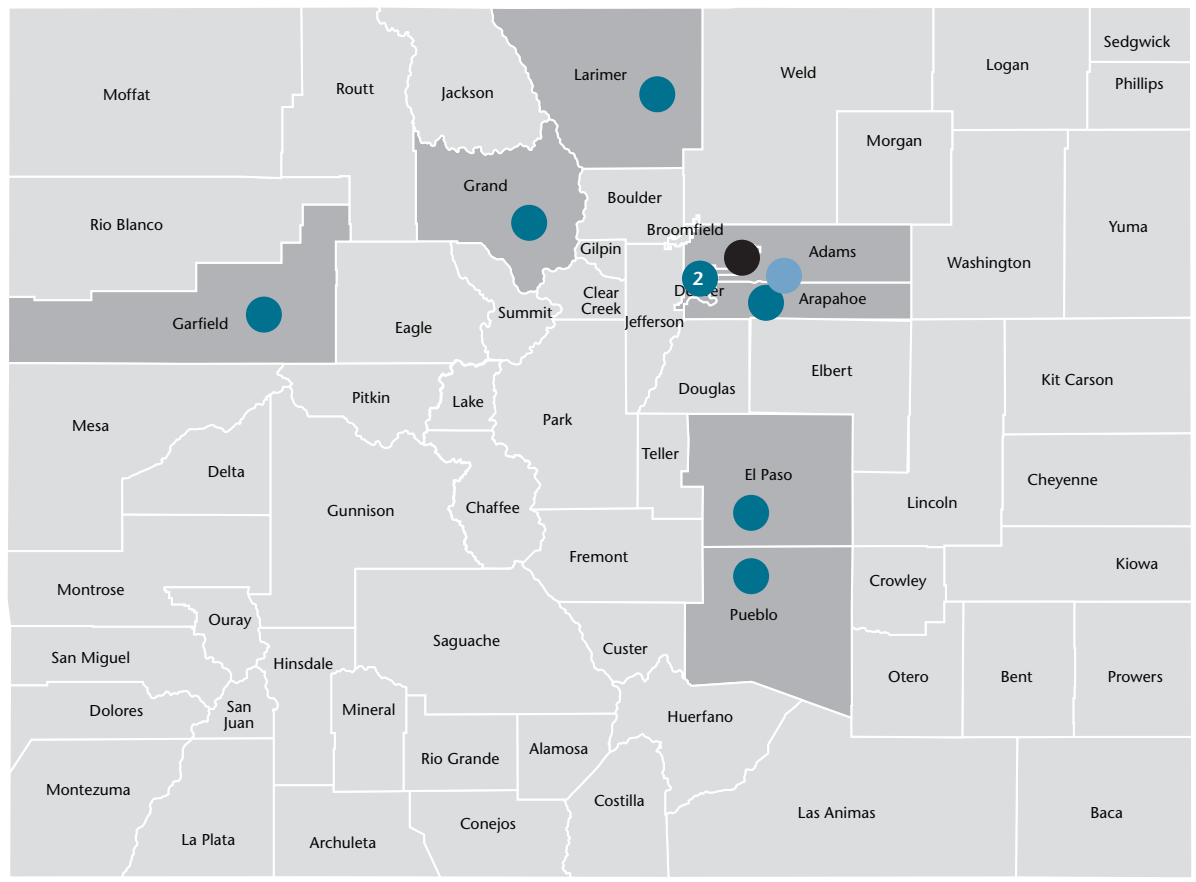 Sedgwick
Logan
Weld
Larimer
Phillips
Routt
Jackson
Moffat
Morgan
Grand
Boulder
Rio Blanco
Yuma
Broomfield
Gilpin
Adams
Washington
2
Denver
Clear
Creek
Arapahoe
Summit
Jefferson
Garfield
Eagle
Elbert
Kit Carson
Douglas
Pitkin
Lake
Park
Mesa
Teller
Delta
El Paso
Cheyenne
Lincoln
Chaffee
Gunnison
Fremont
Kiowa
Crowley
Montrose
Pueblo
Ouray
Saguache
Custer
San Miguel
Hinsdale
Otero
Bent
Prowers
San
Juan
Dolores
Mineral
Huerfano
Alamosa
Rio Grande
Montezuma
Costilla
Las Animas
Baca
Conejos
La Plata
Archuleta